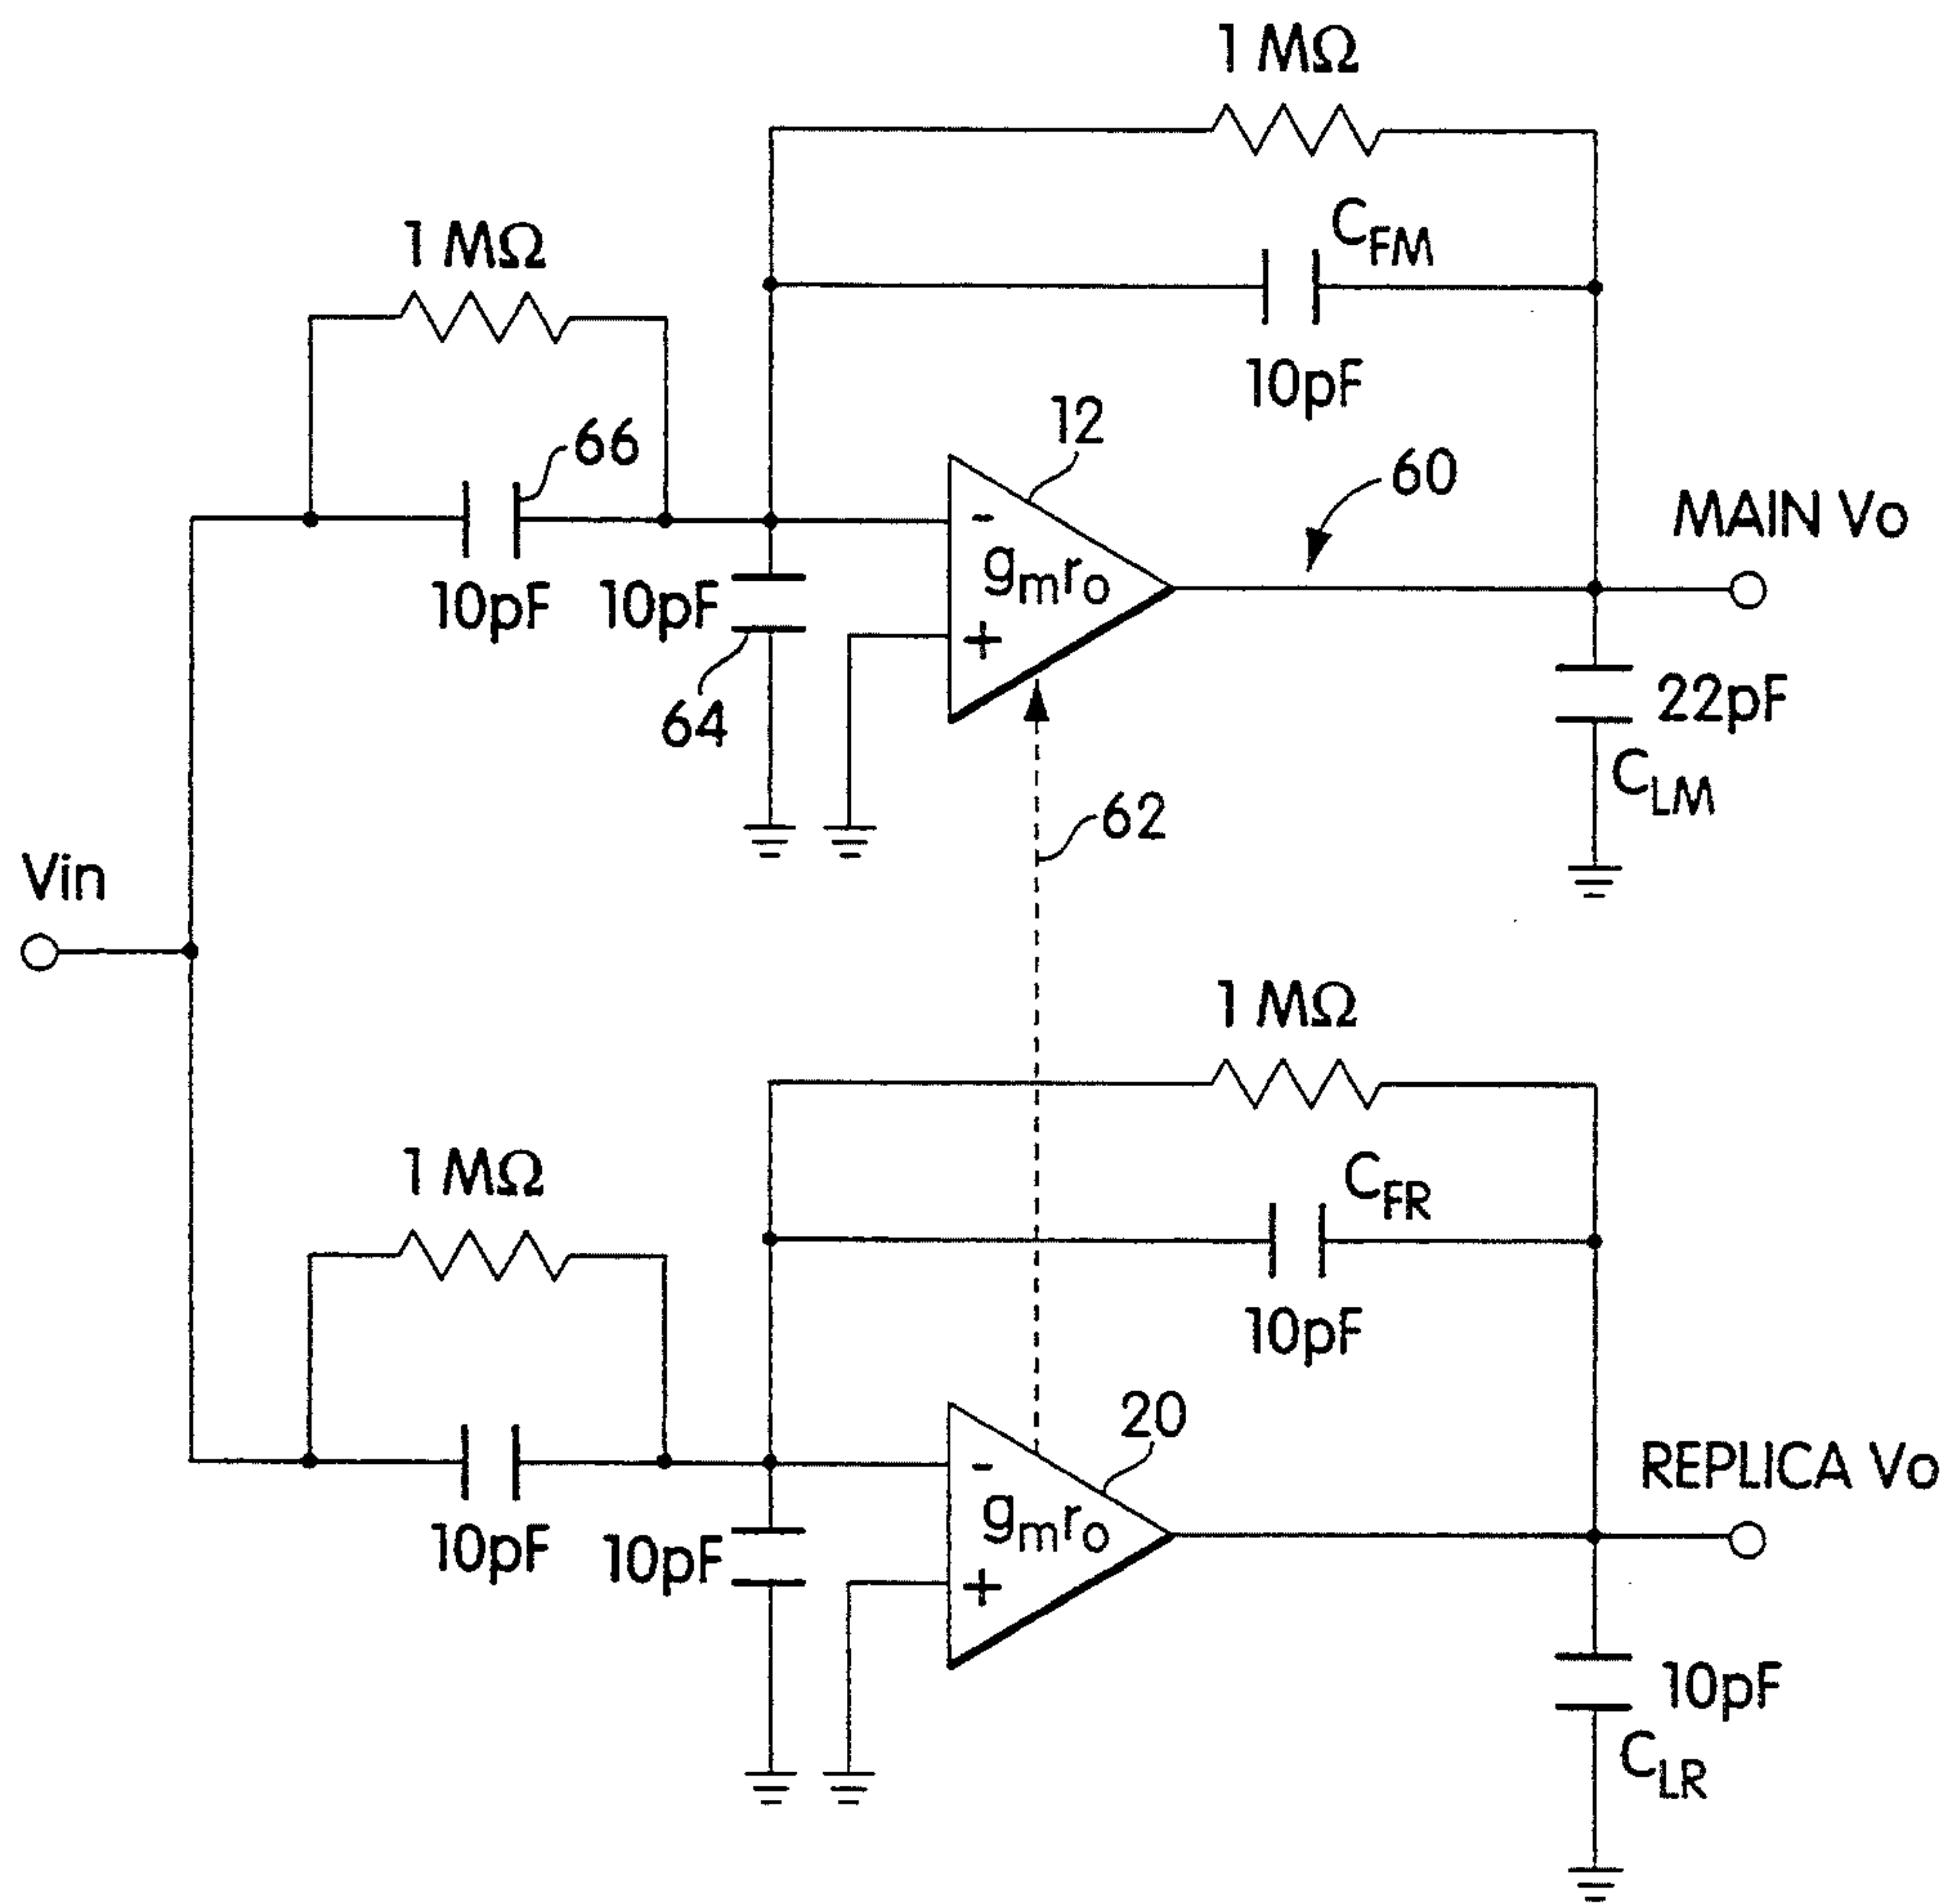 1 MΩ
C_FM
10pF
1 MΩ
66
10pF
10pF
64
12
-
g_m r_o
+
60
MAIN Vo
22pF
C_LM
62
Vin
1 MΩ
C_FR
10pF
1 MΩ
10pF
10pF
20
-
g_m r_o
+
REPLICA Vo
10pF
C_LR